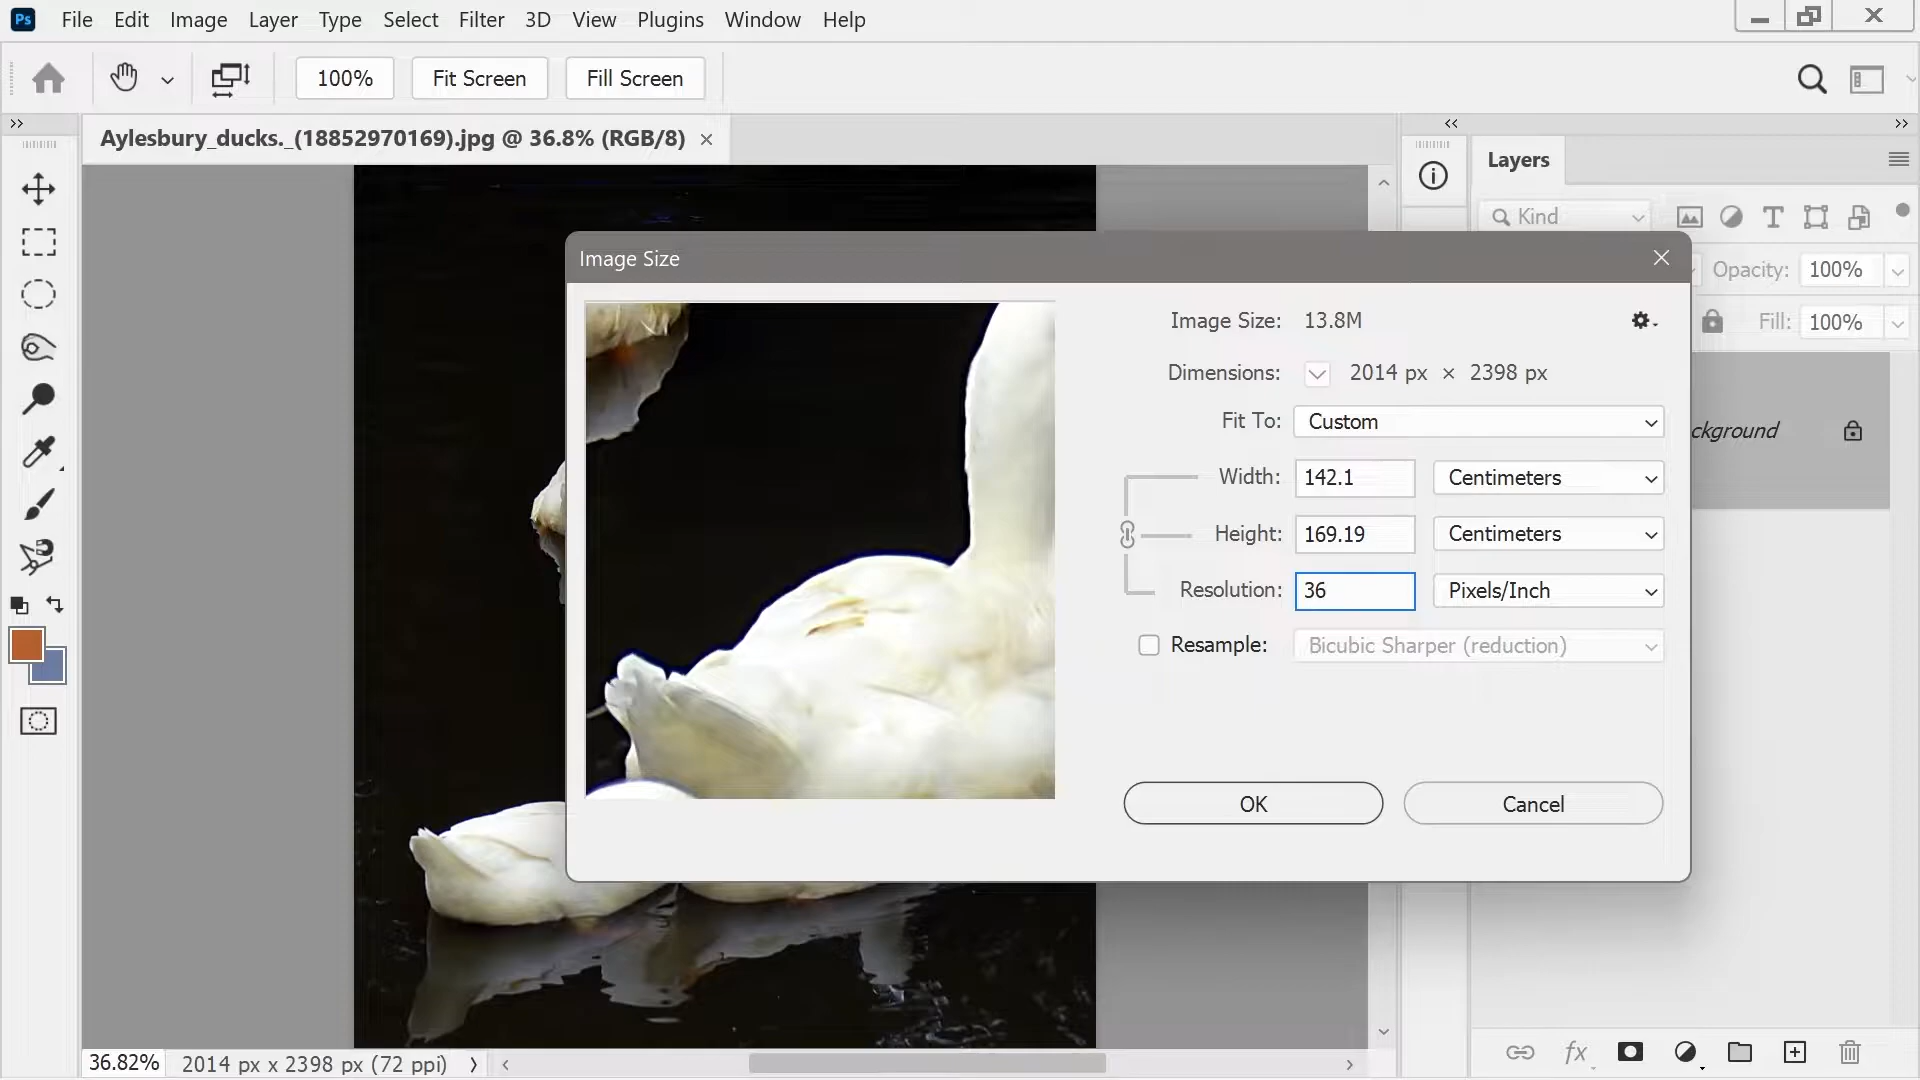 Ps File Edit Image Layer Type Select Filter 3D View Plugins Window Help
100% Fit Screen Fill Screen
Aylesbury_ducks._(18852970169).jpg @ 36.8% (RGB/8)
Layers
Kind
Opacity: 100%
Fill: 100%
ckground
Image Size
Image Size: 13.8M
Dimensions: 2014 px × 2398 px
Fit To: Custom
Width: 142.1 Centimeters
Height: 169.19 Centimeters
Resolution: 36 Pixels/Inch
Resample: Bicubic Sharper (reduction)
OK Cancel
36.82% 2014 px x 2398 px (72 ppi)
fx